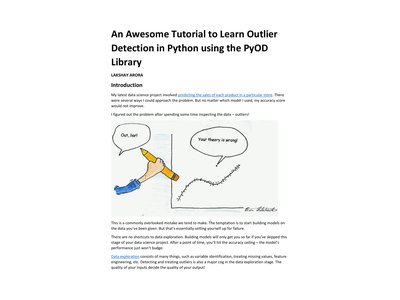 An Awesome Tutorial to Learn Outlier
Detection in Python using the PyOD
Library
LAKSHAY ARORA
Introduction
My latest data science project involved predicting the sales of each product in a particular store. There
were several ways I could approach the problem. But no matter which model I used, my accuracy score
would not improve.
I figured out the problem after spending some time inspecting the data – outliers!
Out, liar!
Your theory is wrong!
This is a commonly overlooked mistake we tend to make. The temptation is to start building models on
the data you've been given. But that's essentially setting yourself up for failure.
There are no shortcuts to data exploration. Building models will only get you so far if you've skipped this
stage of your data science project. After a point of time, you'll hit the accuracy ceiling – the model's
performance just won't budge.
Data exploration consists of many things, such as variable identification, treating missing values, feature
engineering, etc. Detecting and treating outliers is also a major cog in the data exploration stage. The
quality of your inputs decide the quality of your output!